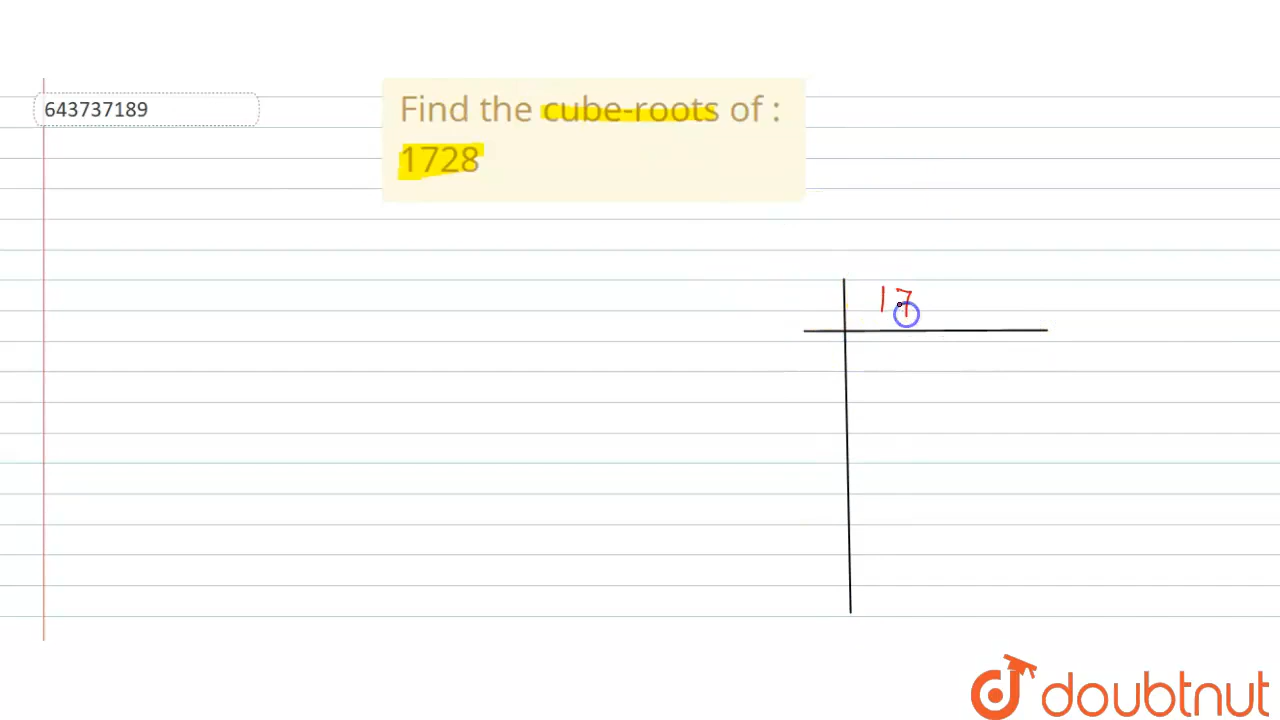 643737189
Find the cube-roots of :
1728
17
doubtnut